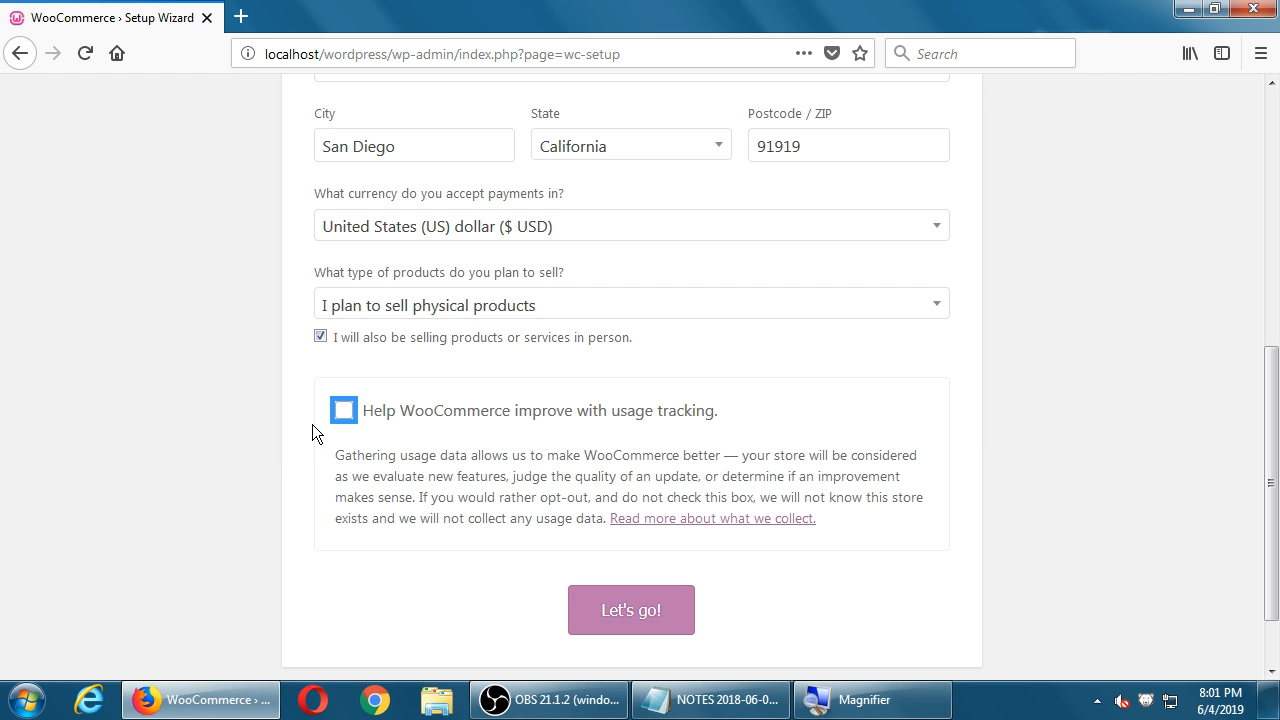 WooCommerce › Setup Wizard
localhost/wordpress/wp-admin/index.php?page=wc-setup
Search
City
State
Postcode / ZIP
San Diego
California
91919
What currency do you accept payments in?
United States (US) dollar ($ USD)
What type of products do you plan to sell?
I plan to sell physical products
I will also be selling products or services in person.
Help WooCommerce improve with usage tracking.
Gathering usage data allows us to make WooCommerce better — your store will be considered
as we evaluate new features, judge the quality of an update, or determine if an improvement
makes sense. If you would rather opt-out, and do not check this box, we will not know this store
exists and we will not collect any usage data. Read more about what we collect.
Let's go!
WooCommerce › ...
OBS 21.1.2 (windo...
NOTES 2018-06-0...
Magnifier
8:01 PM
6/4/2019